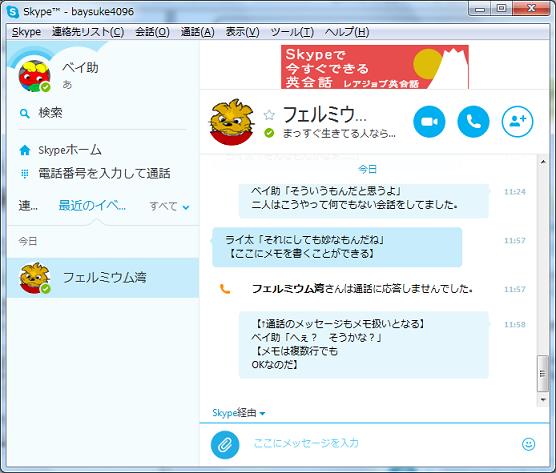 Skype™ - baysuke4096
Skype 連絡先リスト(C) 会話(O) 通話(A) 表示(V) ツール(T) ヘルプ(H)
ベイ助
あ
検索
Skypeホーム
電話番号を入力して通話
連... 最近のイベ... すべて
今日
フェルミウム湾
Skypeで
今すぐできる
英会話 レアジョブ英会話
フェルミウ...
まっすぐ生きてる人なら...
今日
ベイ助「そういうもんだと思うよ」
二人はこうやって何でもない会話をしてました。
11:24
ライ太「それにしても妙なもんだね」
【ここにメモを書くことができる】
11:57
フェルミウム湾さんは通話に応答しませんでした。
11:57
【↑通話のメッセージもメモ扱いとなる】
ベイ助「へぇ？ そうかな？」
【メモは複数行でも
OKなのだ】
11:58
Skype経由
ここにメッセージを入力